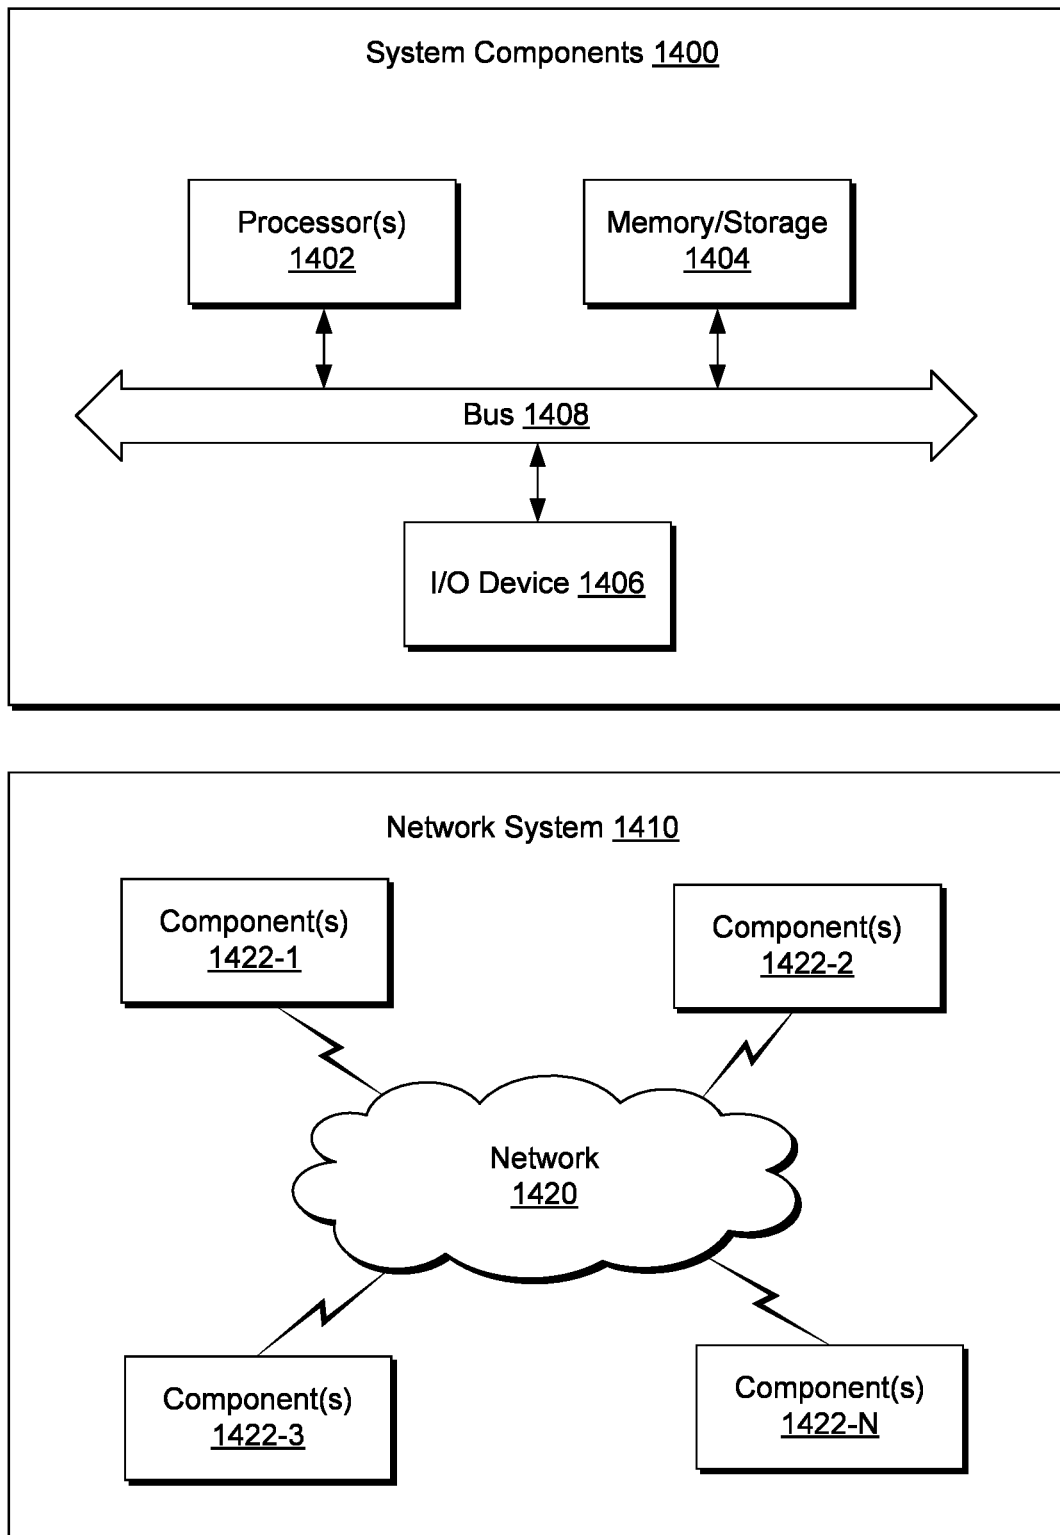 System Components 1400
Processor(s)
1402
Memory/Storage
1404
Bus 1408
I/O Device 1406
Network System 1410
Component(s)
1422-1
Component(s)
1422-2
Network
1420
Component(s)
1422-3
Component(s)
1422-N